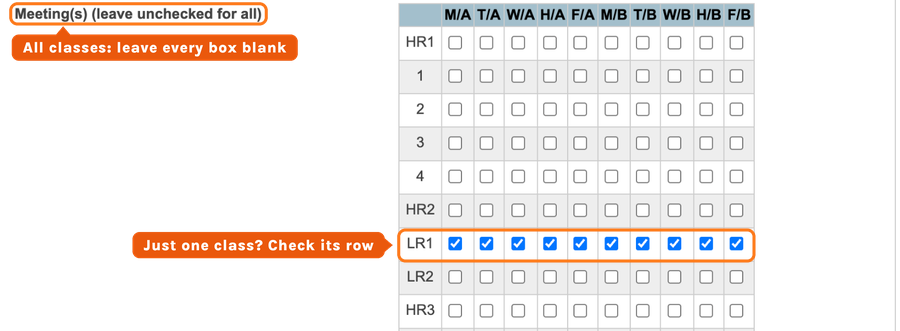 Meeting(s) (leave unchecked for all)
All classes: leave every box blank
M/A T/A W/A H/A F/A M/B T/B W/B H/B F/B
HR1
1
2
3
4
HR2
Just one class? Check its row
LR1
LR2
HR3